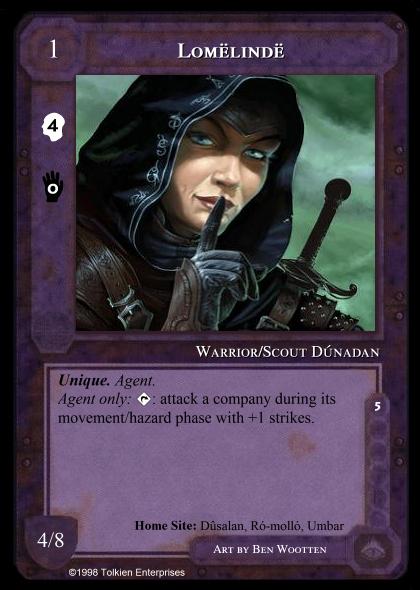 1
Lomëlindë
4
0
Warrior/Scout Dúnadan
Unique. Agent.
Agent only: : attack a company during its
movement/hazard phase with +1 strikes.
5
Home Site: Dûsalan, Ró-molló, Umbar
4/8
Art by Ben Wootten
©1998 Tolkien Enterprises